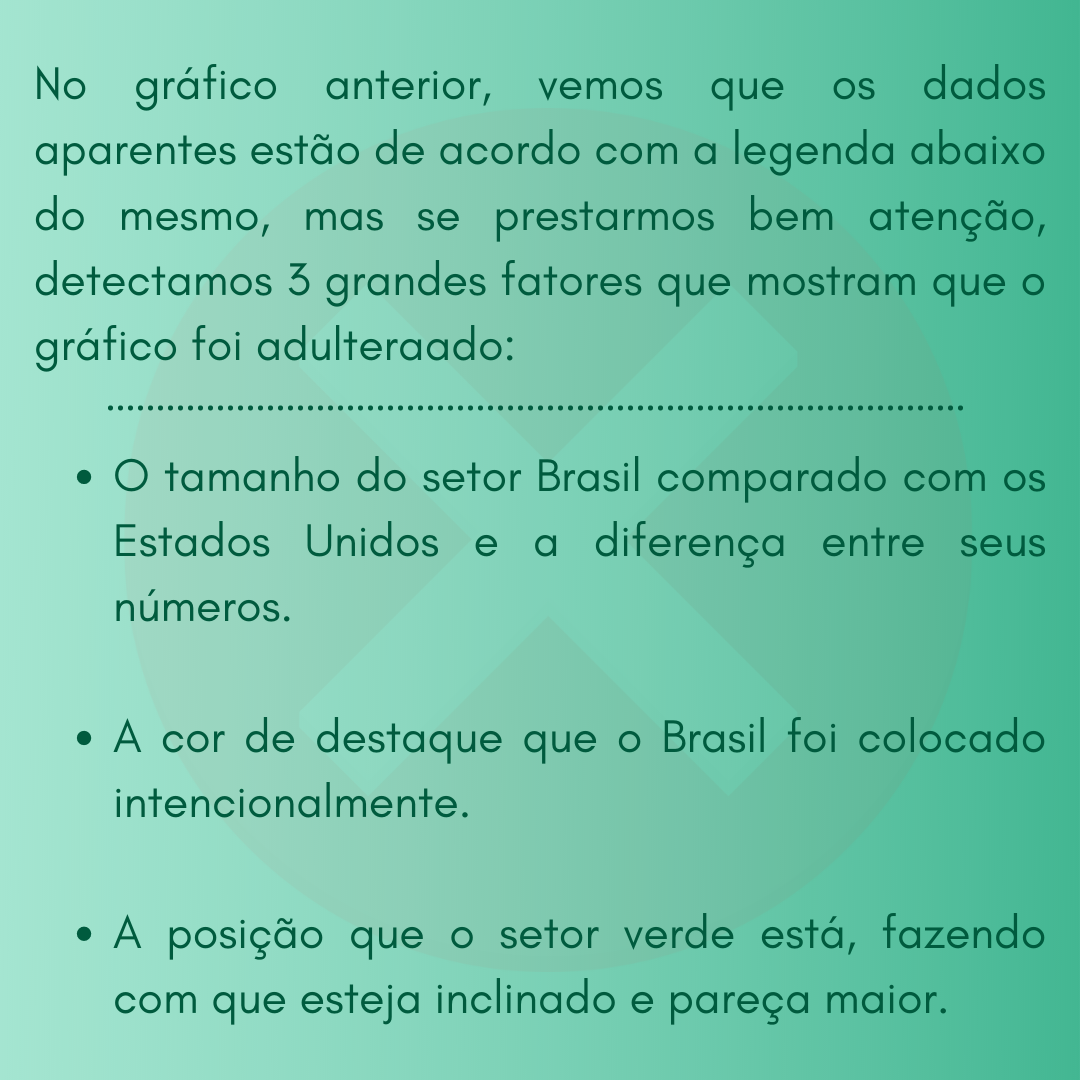 No gráfico anterior, vemos que os dados
aparentes estão de acordo com a legenda abaixo
do mesmo, mas se prestarmos bem atenção,
detectamos 3 grandes fatores que mostram que o
gráfico foi adulteraado:
• O tamanho do setor Brasil comparado com os
Estados Unidos e a diferença entre seus
números.
• A cor de destaque que o Brasil foi colocado
intencionalmente.
• A posição que o setor verde está, fazendo
com que esteja inclinado e pareça maior.